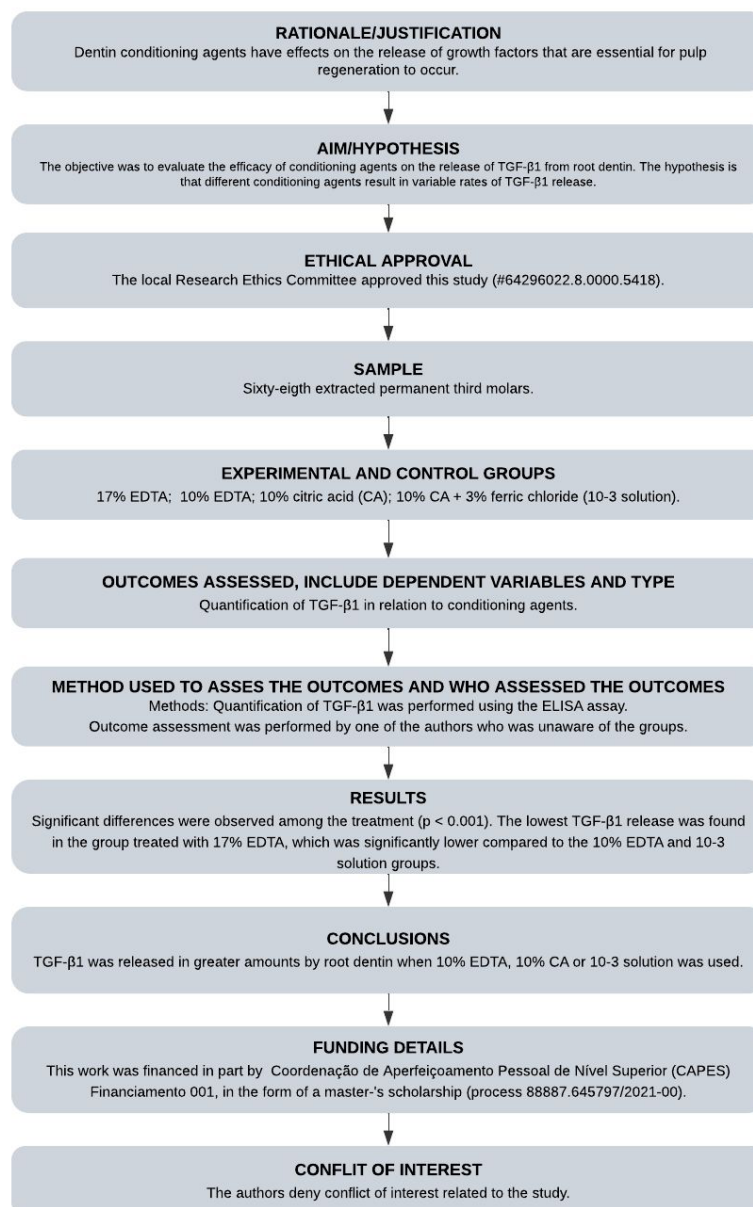 RATIONALE/JUSTIFICATION
Dentin conditioning agents have effects on the release of growth factors that are essential for pulp
regeneration to occur.
AIM/HYPOTHESIS
The objective was to evaluate the efficacy of conditioning agents on the release of TGF-β1 from root dentin. The hypothesis is
that different conditioning agents result in variable rates of TGF-β1 release.
ETHICAL APPROVAL
The local Research Ethics Committee approved this study (#64296022.8.0000.5418).
SAMPLE
Sixty-eigth extracted permanent third molars.
EXPERIMENTAL AND CONTROL GROUPS
17% EDTA; 10% EDTA; 10% citric acid (CA); 10% CA + 3% ferric chloride (10-3 solution).
OUTCOMES ASSESSED, INCLUDE DEPENDENT VARIABLES AND TYPE
Quantification of TGF-β1 in relation to conditioning agents.
METHOD USED TO ASSES THE OUTCOMES AND WHO ASSESSED THE OUTCOMES
Methods: Quantification of TGF-β1 was performed using the ELISA assay.
Outcome assessment was performed by one of the authors who was unaware of the groups.
RESULTS
Significant differences were observed among the treatment (p < 0.001). The lowest TGF-β1 release was found
in the group treated with 17% EDTA, which was significantly lower compared to the 10% EDTA and 10-3
solution groups.
CONCLUSIONS
TGF-β1 was released in greater amounts by root dentin when 10% EDTA, 10% CA or 10-3 solution was used.
FUNDING DETAILS
This work was financed in part by Coordenação de Aperfeiçoamento Pessoal de Nível Superior (CAPES)
Financiamento 001, in the form of a master-'s scholarship (process 88887.645797/2021-00).
CONFLIT OF INTEREST
The authors deny conflict of interest related to the study.